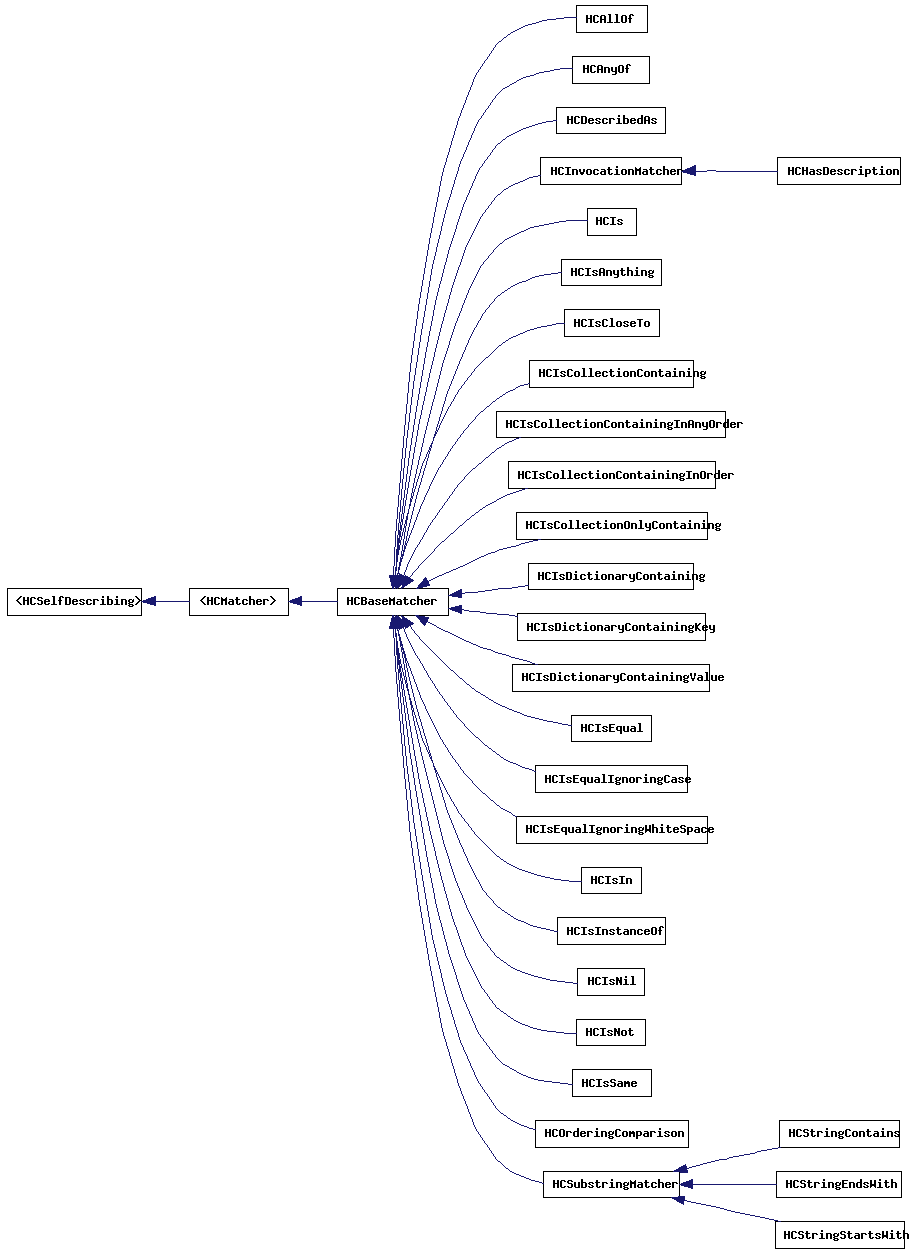 HCAllOf
HCAnyOf
HCDescribedAs
HCInvocationMatcher
HCHasDescription
HCIs
HCIsAnything
HCIsCloseTo
HCIsCollectionContaining
HCIsCollectionContainingInAnyOrder
HCIsCollectionContainingInOrder
HCIsCollectionOnlyContaining
HCIsDictionaryContaining
<HCSelfDescribing>
<HCMatcher>
HCBaseMatcher
HCIsDictionaryContainingKey
HCIsDictionaryContainingValue
HCIsEqual
HCIsEqualIgnoringCase
HCIsEqualIgnoringWhiteSpace
HCIsIn
HCIsInstanceOf
HCIsNil
HCIsNot
HCIsSame
HCOrderingComparison
HCStringContains
HCSubstringMatcher
HCStringEndsWith
HCStringStartsWith